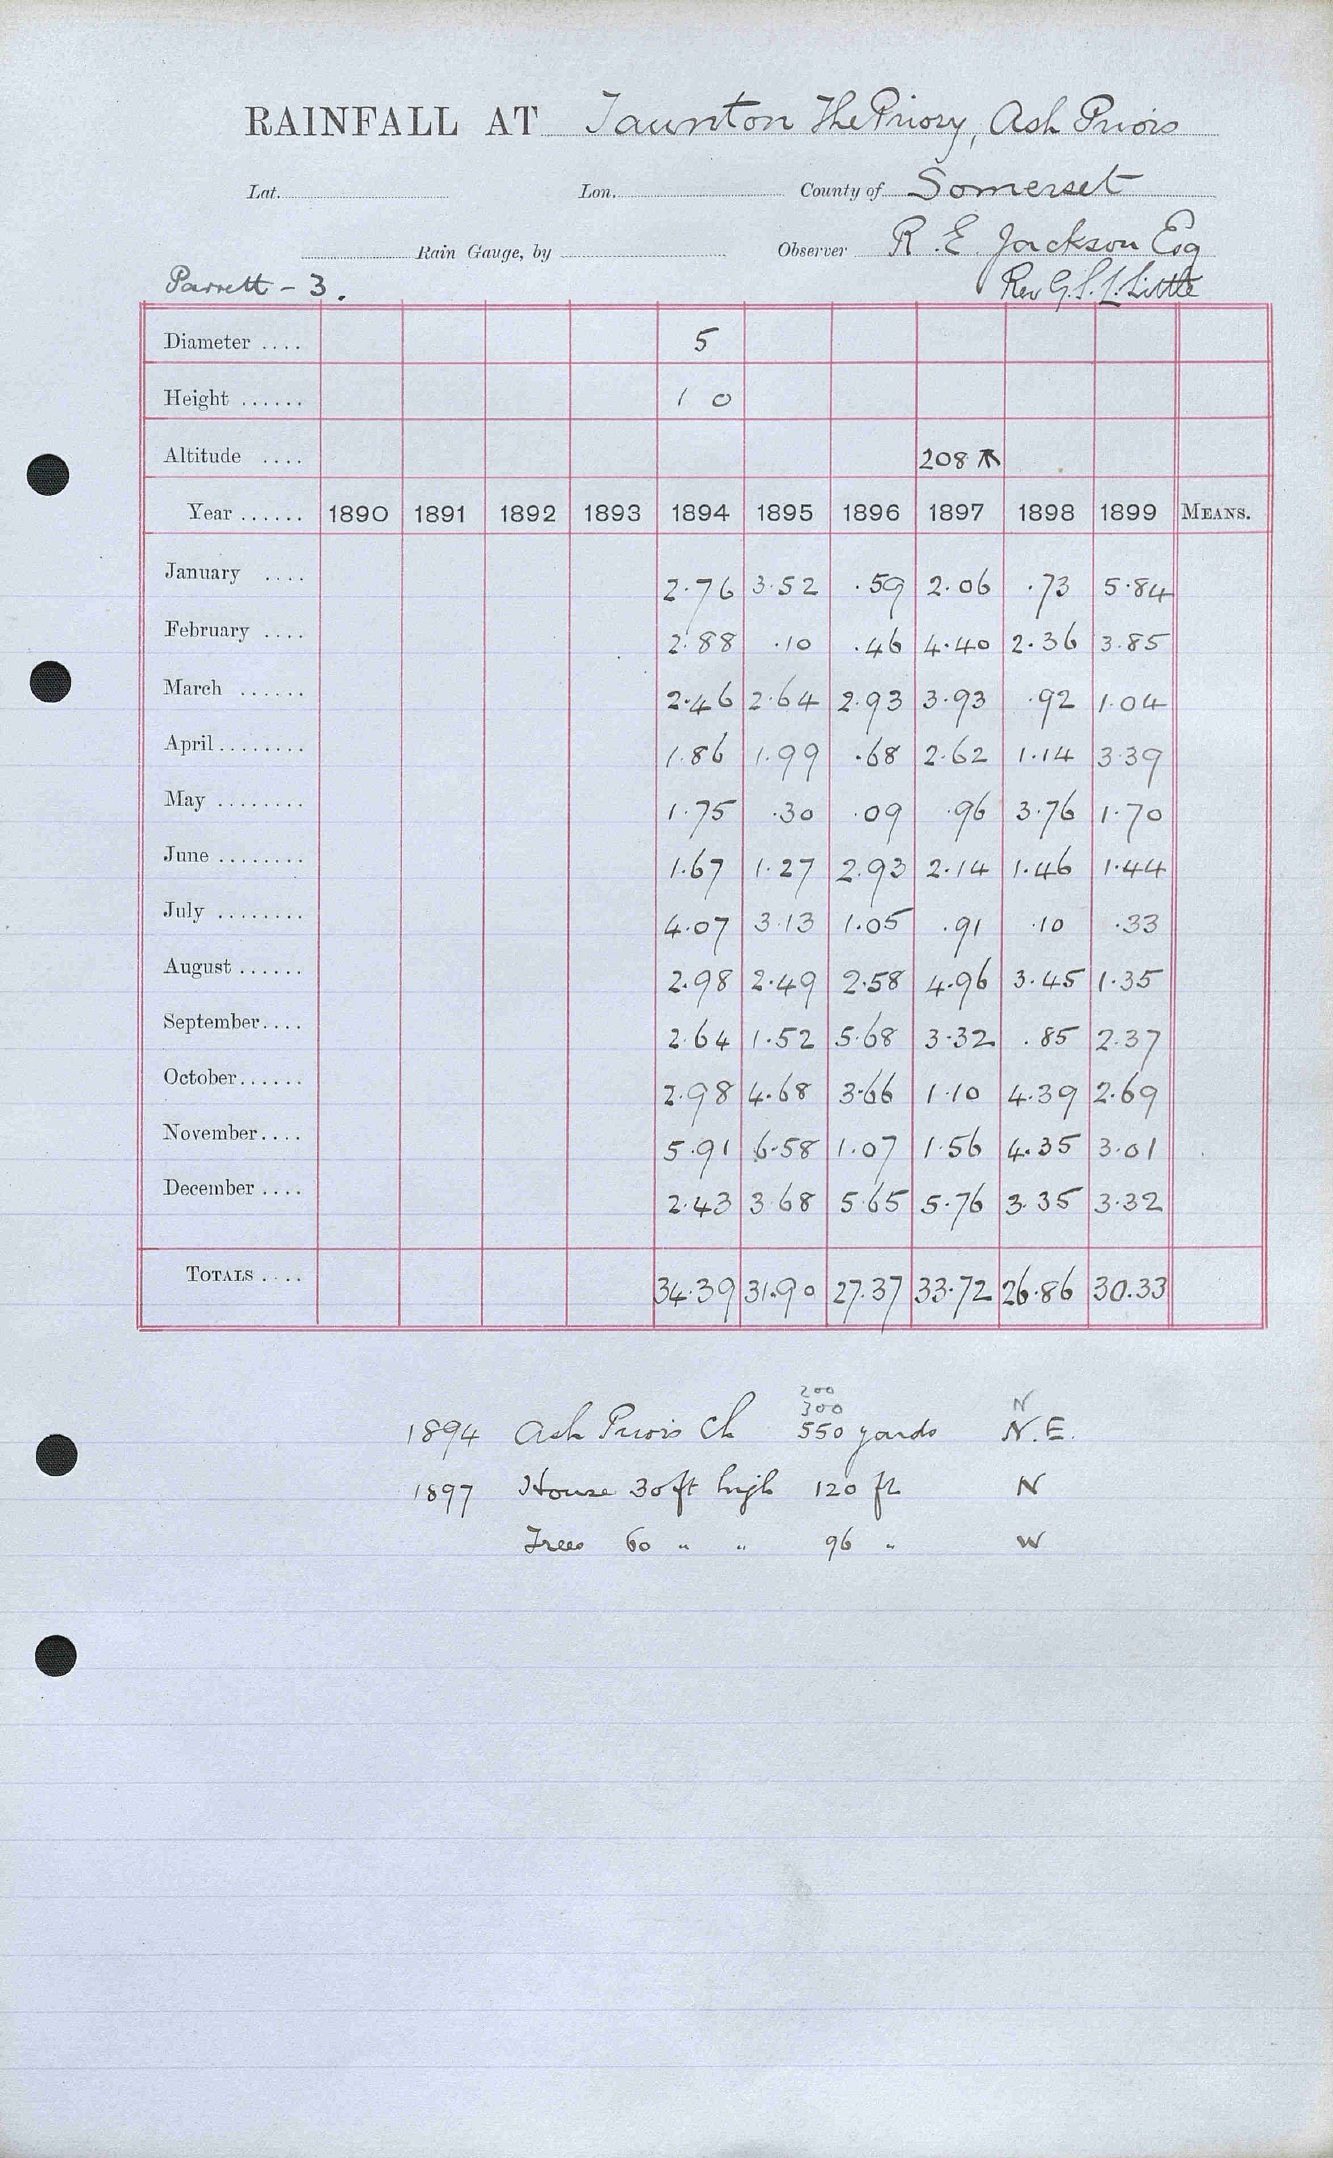 RAINFALL AT Taunton The Priory, Ash Priors
Lat. Lon. County of Somerset
Rain Gauge, by Observer R. E. Jackson Esq
Parrett - 3. Rev G. S. L. Little
Diameter .... 5
Height ...... 1 0
Altitude .... 208
Year ...... 1890 1891 1892 1893 1894 1895 1896 1897 1898 1899 MEANS.
January .... 2.76 3.52 .59 2.06 .73 5.84
February .... 2.88 .10 .46 4.40 2.36 3.85
March ...... 2.46 2.64 2.93 3.93 .92 1.04
April ........ 1.86 1.99 .68 2.62 1.14 3.39
May ........ 1.75 .30 .09 .96 3.76 1.70
June ........ 1.67 1.27 2.93 2.14 1.46 1.44
July ........ 4.07 3.13 1.05 .91 .10 .33
August ...... 2.98 2.49 2.58 4.96 3.45 1.35
September.... 2.64 1.52 5.68 3.32 .85 2.37
October...... 2.98 4.68 3.66 1.10 4.39 2.69
November.... 5.91 6.58 1.07 1.56 4.35 3.01
December .... 2.43 3.68 5.65 5.76 3.35 3.32
TOTALS .... 34.39 31.90 27.37 33.72 26.86 30.33
200
300 N
1894 Ash Priors Ch 550 yards N.E.
1897 House 30ft high 120 ft N
Trees 60 " " 96 " W